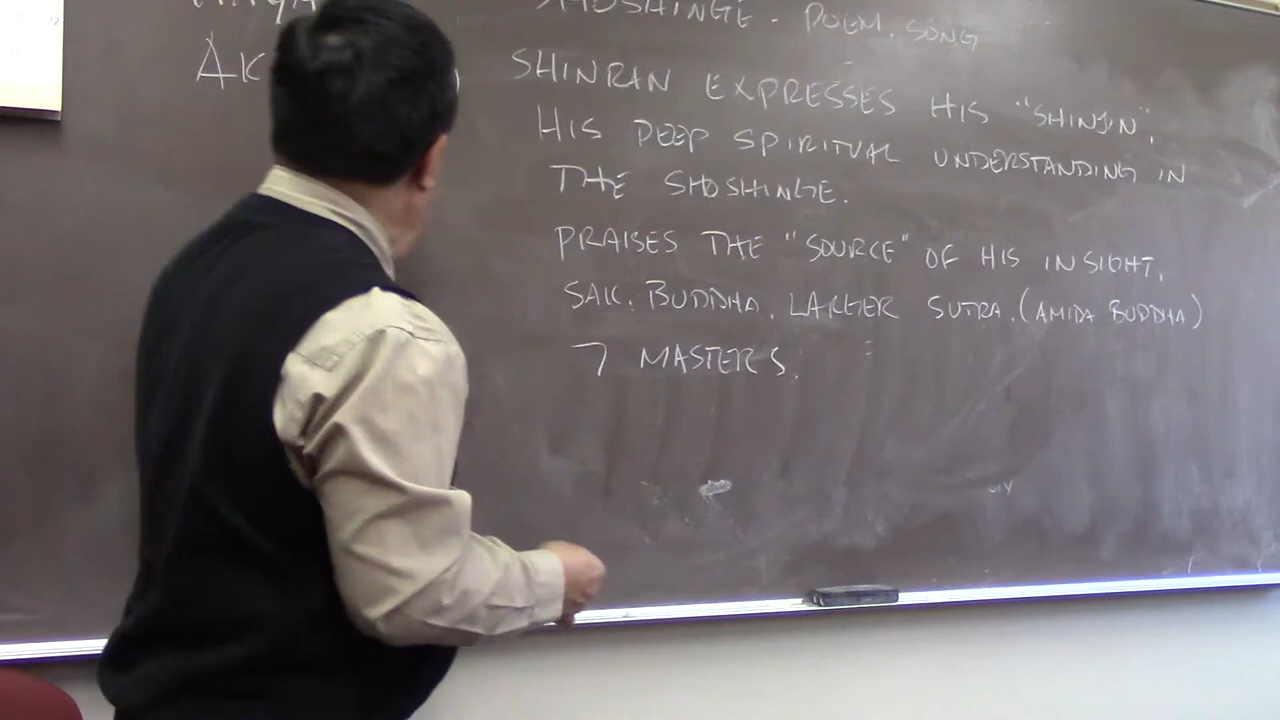 SHOSHINGE - POEM, SONG
AK
SHINRAN EXPRESSES HIS "SHINJIN",
HIS DEEP SPIRITUAL UNDERSTANDING IN
THE SHOSHINGE.
PRAISES THE "SOURCE" OF HIS INSIGHT,
SAK. BUDDHA, LARGER SUTRA, (AMIDA BUDDHA)
7 MASTERS.